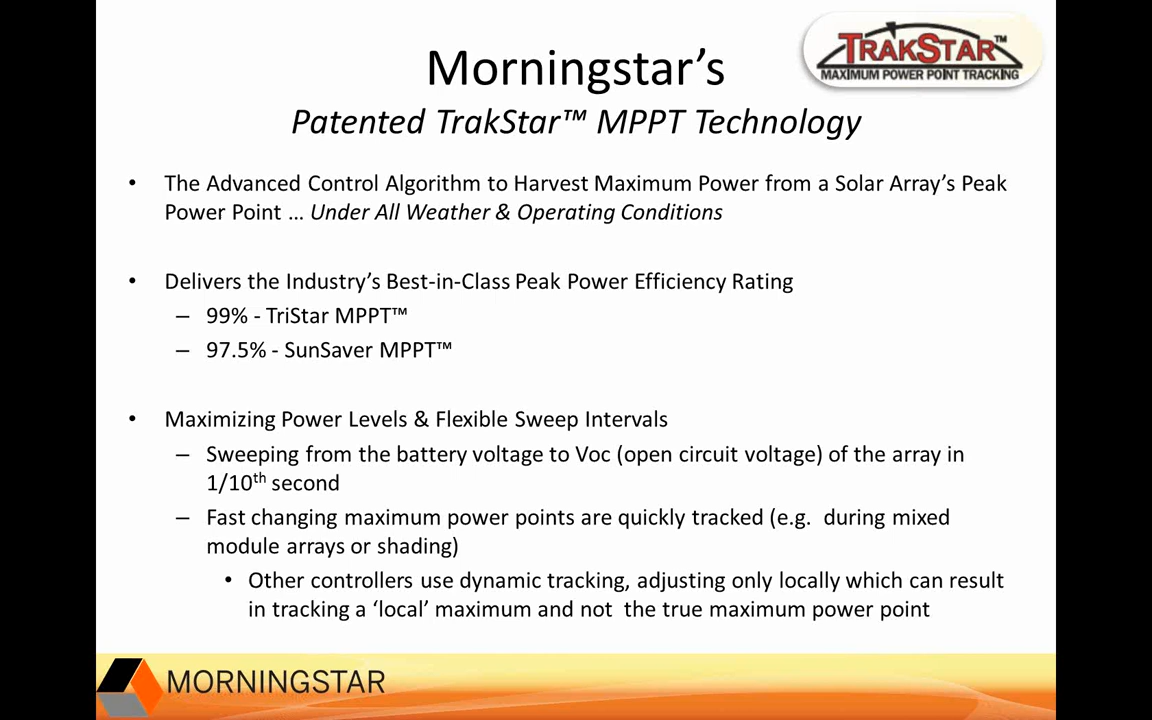 Morningstar's
TRAKSTAR™
MAXIMUM POWER POINT TRACKING
Patented TrakStar™ MPPT Technology
• The Advanced Control Algorithm to Harvest Maximum Power from a Solar Array's Peak
Power Point ... Under All Weather & Operating Conditions
• Delivers the Industry's Best-in-Class Peak Power Efficiency Rating
– 99% - TriStar MPPT™
– 97.5% - SunSaver MPPT™
• Maximizing Power Levels & Flexible Sweep Intervals
– Sweeping from the battery voltage to Voc (open circuit voltage) of the array in
1/10th second
– Fast changing maximum power points are quickly tracked (e.g. during mixed
module arrays or shading)
• Other controllers use dynamic tracking, adjusting only locally which can result
in tracking a 'local' maximum and not the true maximum power point
MORNINGSTAR